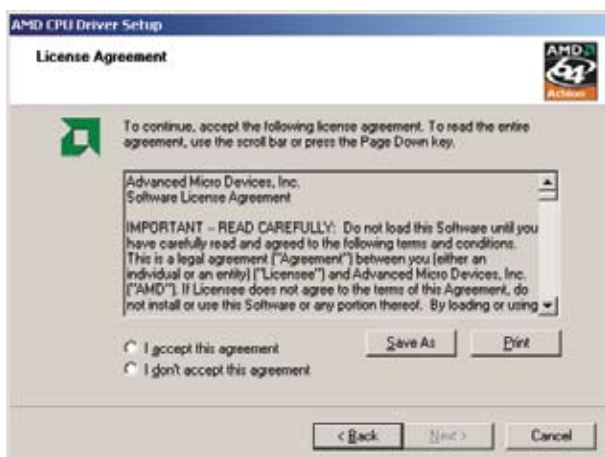 AMD CPU Driver Setup
License Agreement
AMD
64
Athlon
To continue, accept the following license agreement. To read the entire
agreement, use the scroll bar or press the Page Down key.
Advanced Micro Devices, Inc.
Software License Agreement
IMPORTANT – READ CAREFULLY: Do not load this Software until you
have carefully read and agreed to the following terms and conditions.
This is a legal agreement ("Agreement") between you (either an
individual or an entity) ("Licensee") and Advanced Micro Devices, Inc.
("AMD"). If Licensee does not agree to the terms of this Agreement, do
not install or use this Software or any portion thereof. By loading or using
I accept this agreement
Save As
Print
I don't accept this agreement
< Back
Next >
Cancel